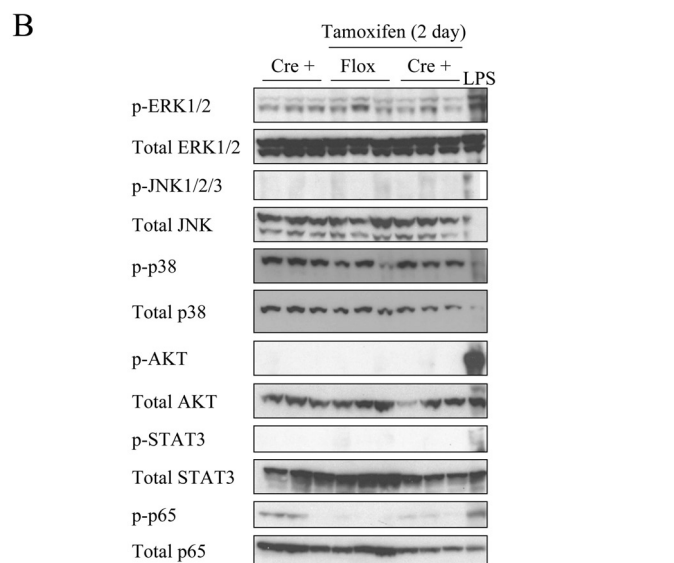 B
Tamoxifen (2 day)
Cre + Flox Cre + LPS
p-ERK1/2
Total ERK1/2
p-JNK1/2/3
Total JNK
p-p38
Total p38
p-AKT
Total AKT
p-STAT3
Total STAT3
p-p65
Total p65